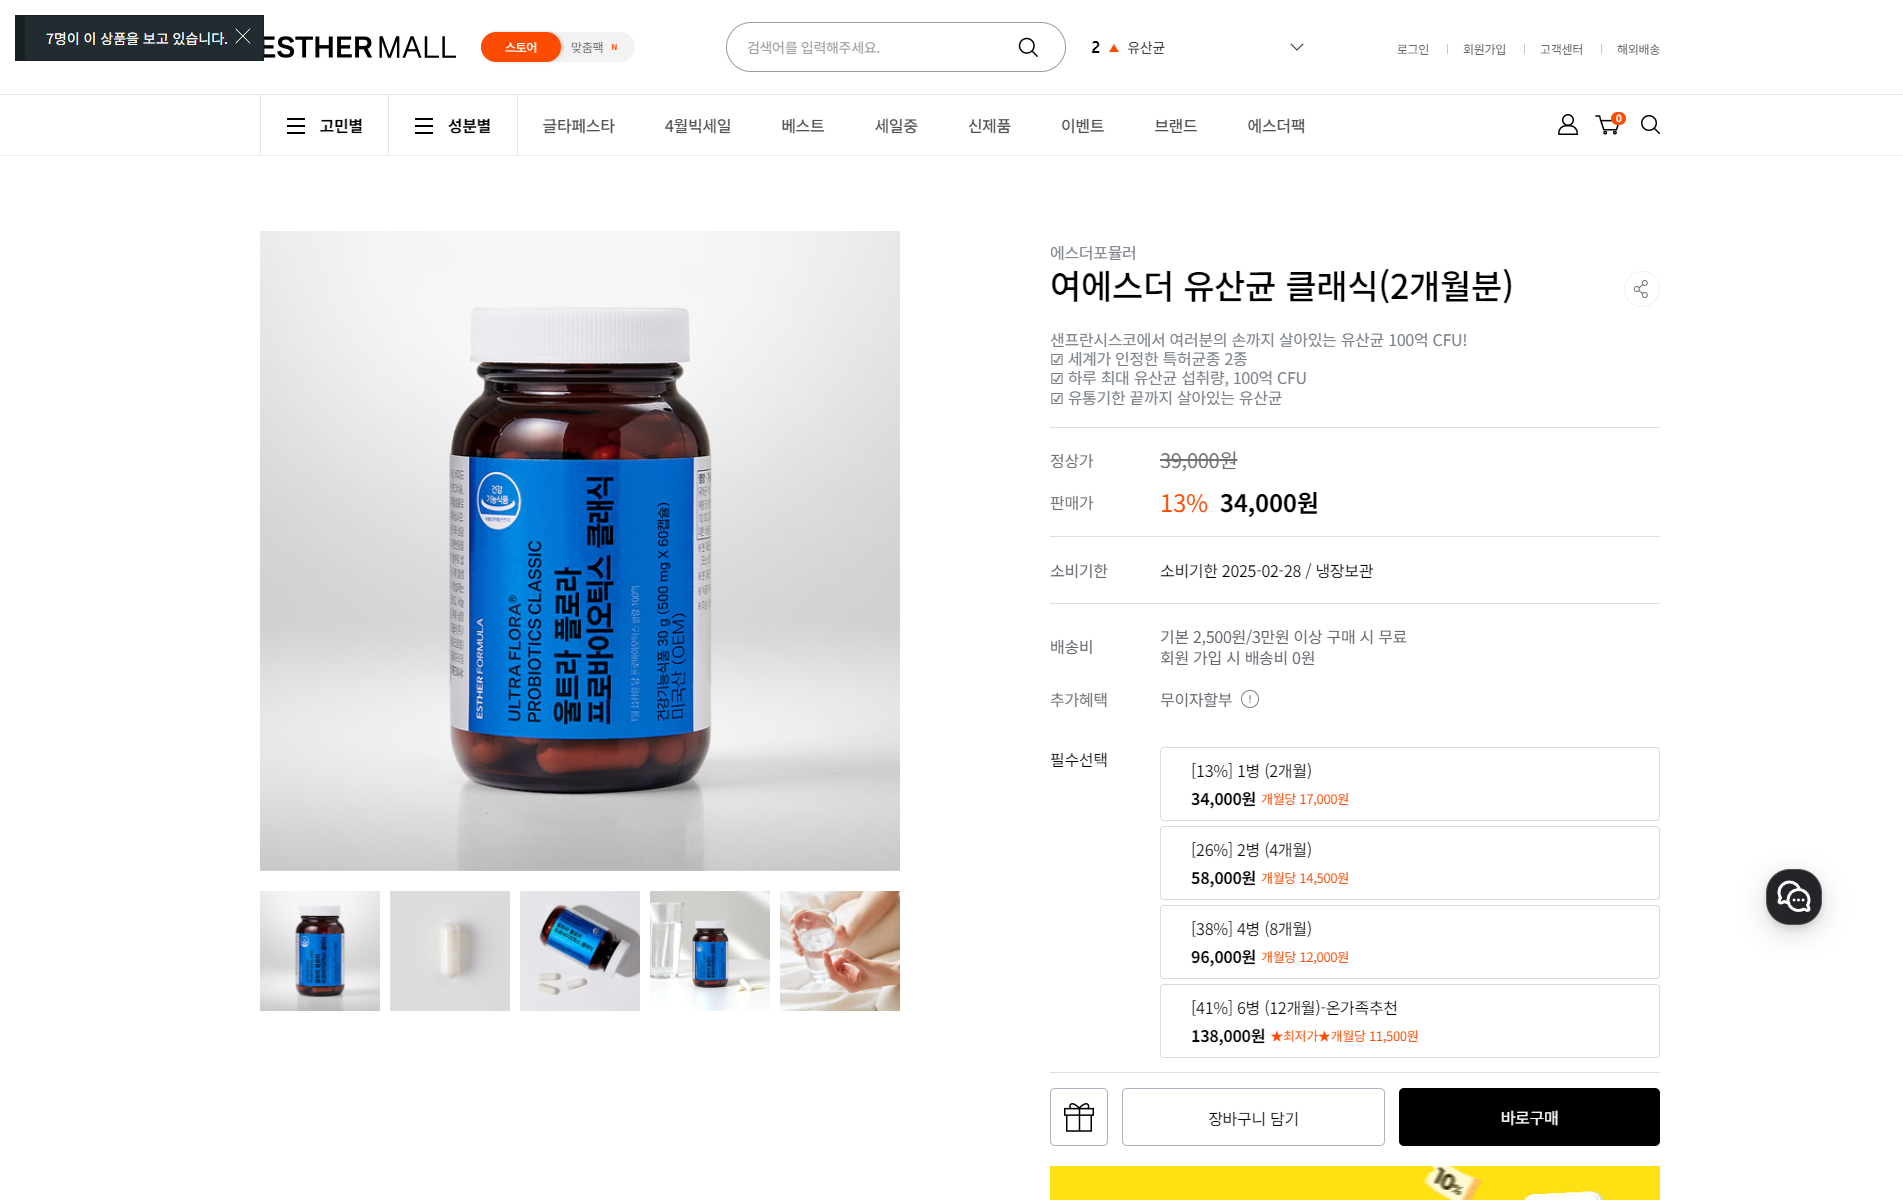 7명이 이 상품을 보고 있습니다.
ESTHER MALL
스토어
맞춤팩 N
검색어를 입력해주세요.
2 ▲ 유산균
로그인
회원가입
고객센터
해외배송
고민별
성분별
글타페스타
4월빅세일
베스트
세일중
신제품
이벤트
브랜드
에스더팩
0
건강
기능식품
ESTHER FORMULA
ULTRA FLORA®
PROBIOTICS CLASSIC
울트라 플로라
프로바이오틱스 클래식
건강기능식품 30 g (500 mg X 60캡슐)
미국산 (OEM)
에스더포뮬러
여에스더 유산균 클래식(2개월분)
샌프란시스코에서 여러분의 손까지 살아있는 유산균 100억 CFU!
☑ 세계가 인정한 특허균종 2종
☑ 하루 최대 유산균 섭취량, 100억 CFU
☑ 유통기한 끝까지 살아있는 유산균
정상가 39,000원
판매가 13% 34,000원
소비기한 소비기한 2025-02-28 / 냉장보관
배송비 기본 2,500원/3만원 이상 구매 시 무료
회원 가입 시 배송비 0원
추가혜택 무이자할부
필수선택
[13%] 1병 (2개월)
34,000원 개월당 17,000원
[26%] 2병 (4개월)
58,000원 개월당 14,500원
[38%] 4병 (8개월)
96,000원 개월당 12,000원
[41%] 6병 (12개월)-온가족추천
138,000원 ★최저가★개월당 11,500원
장바구니 담기
바로구매
10%